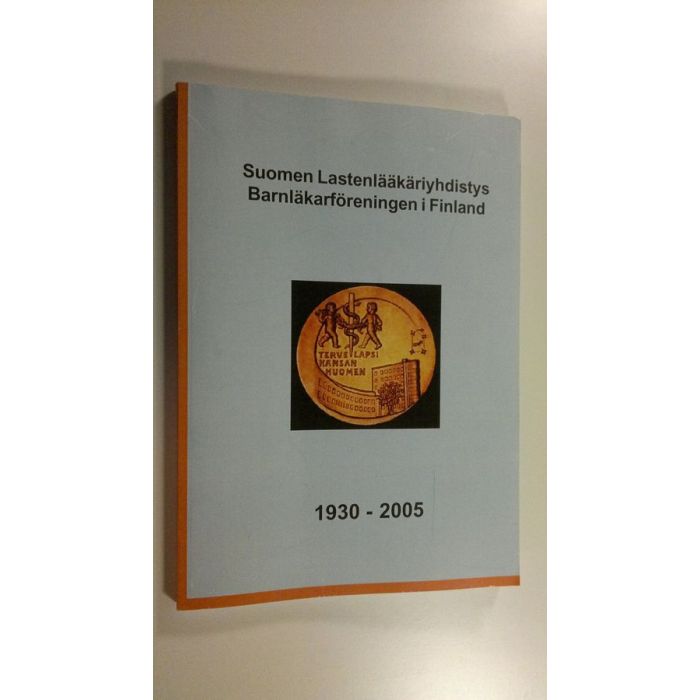 Suomen Lastenlääkäriyhdistys
Barnläkarföreningen i Finland
TERVE LAPSI
KANSAN
HUOMEN
1930 - 2005